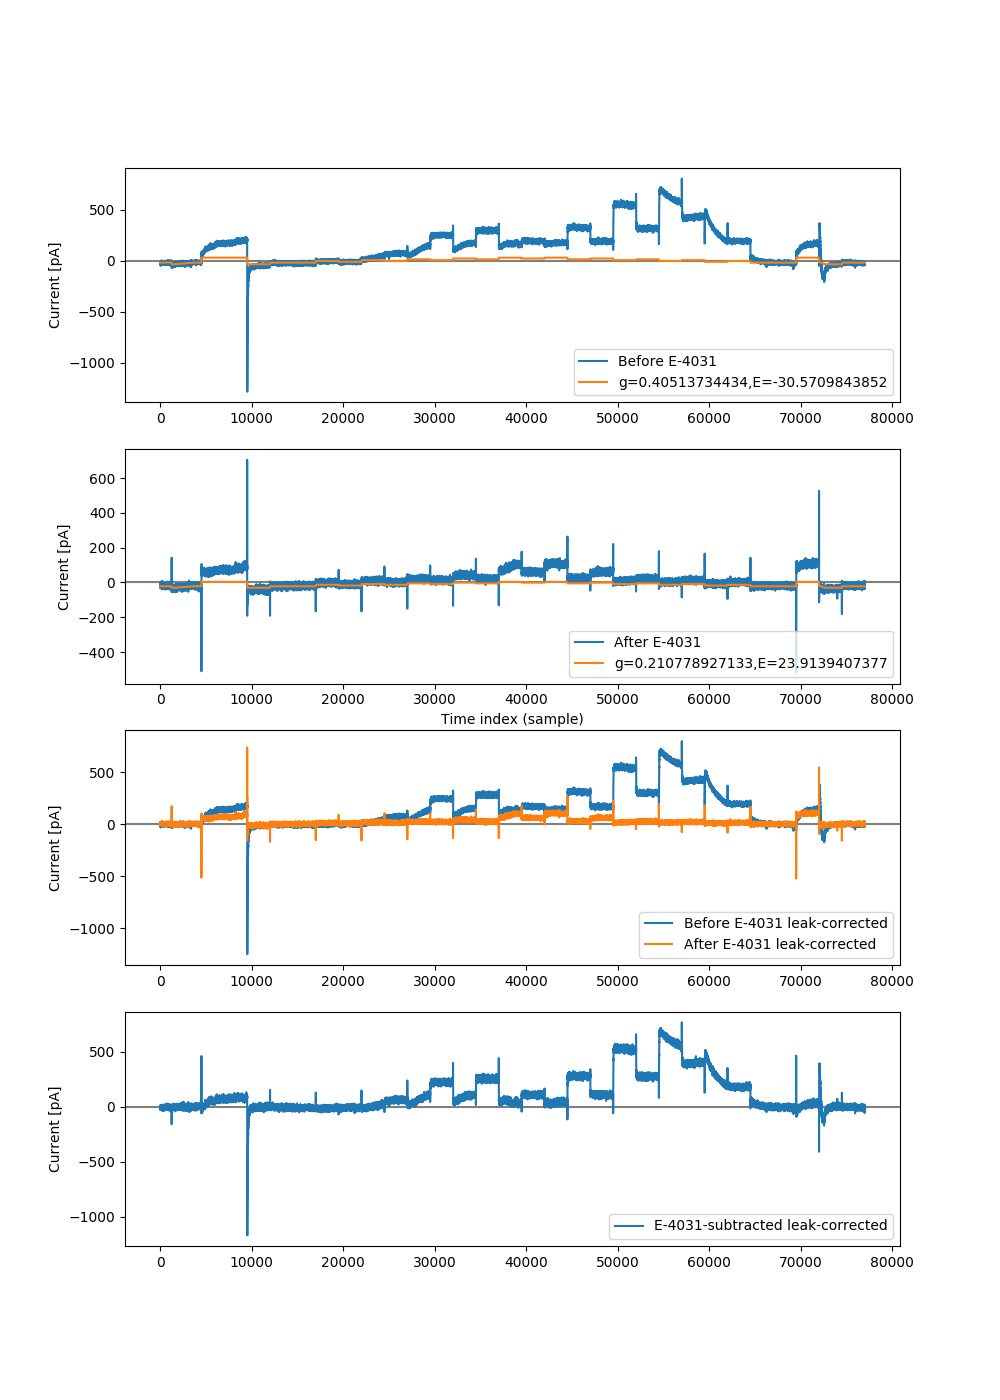 500
0
−500
−1000
Current [pA]
Before E-4031
g=0.40513734434,E=-30.5709843852
0 10000 20000 30000 40000 50000 60000 70000 80000
600
400
200
0
−200
−400
Current [pA]
After E-4031
g=0.210778927133,E=23.9139407377
0 10000 20000 30000 40000 50000 60000 70000 80000
Time index (sample)
500
0
−500
−1000
Current [pA]
Before E-4031 leak-corrected
After E-4031 leak-corrected
0 10000 20000 30000 40000 50000 60000 70000 80000
500
0
−500
−1000
Current [pA]
E-4031-subtracted leak-corrected
0 10000 20000 30000 40000 50000 60000 70000 80000